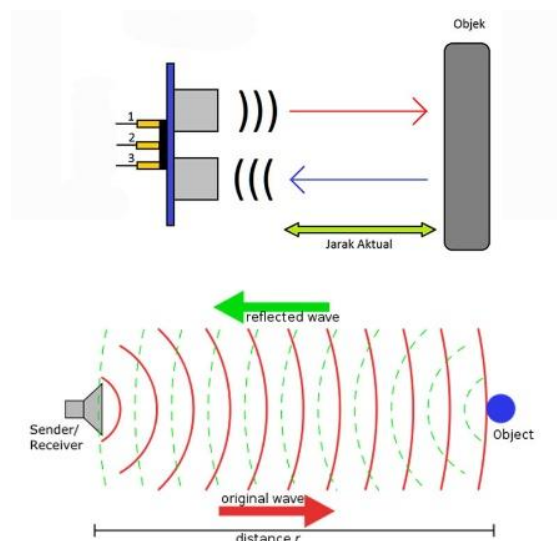 Objek
1
2
3
Jarak Aktual
reflected wave
Sender/
Receiver
Object
original wave
distance r